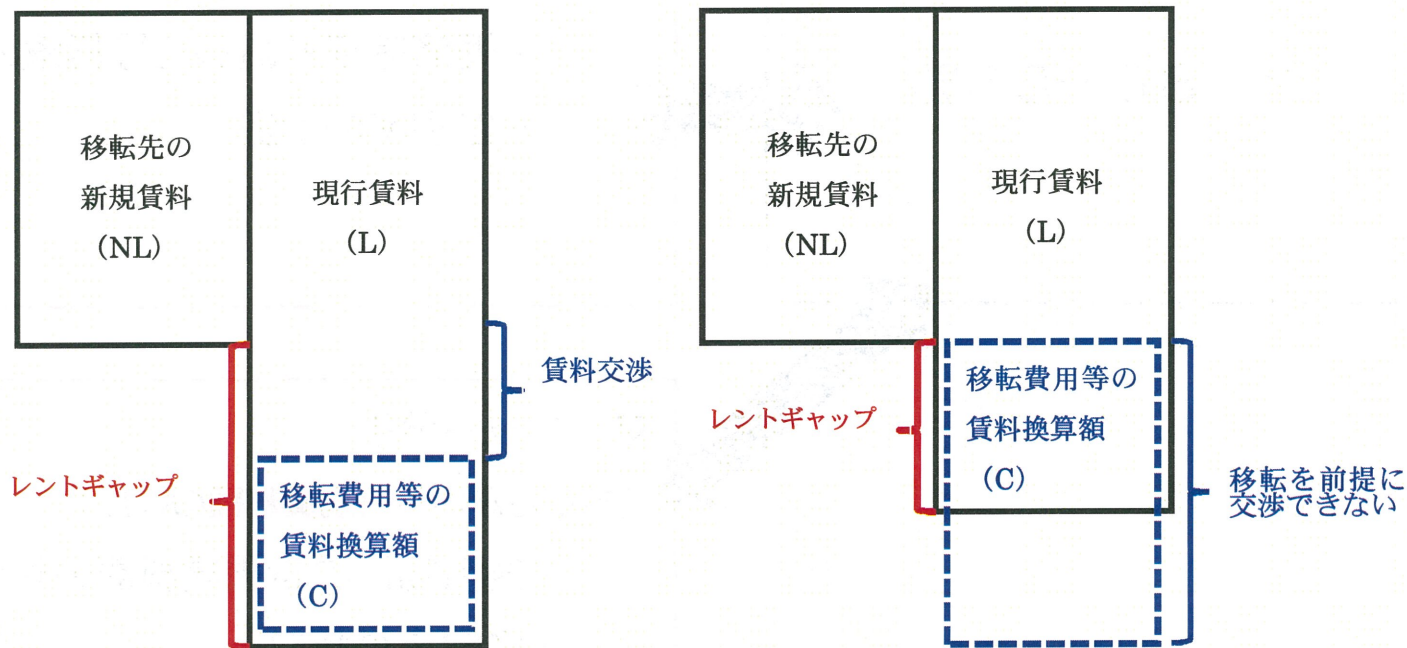 移転先の
新規賃料
（NL）
現行賃料
（L）
賃料交渉
レントギャップ
移転費用等の
賃料換算額
（C）
移転先の
新規賃料
（NL）
現行賃料
（L）
レントギャップ
移転費用等の
賃料換算額
（C）
移転を前提に
交渉できない